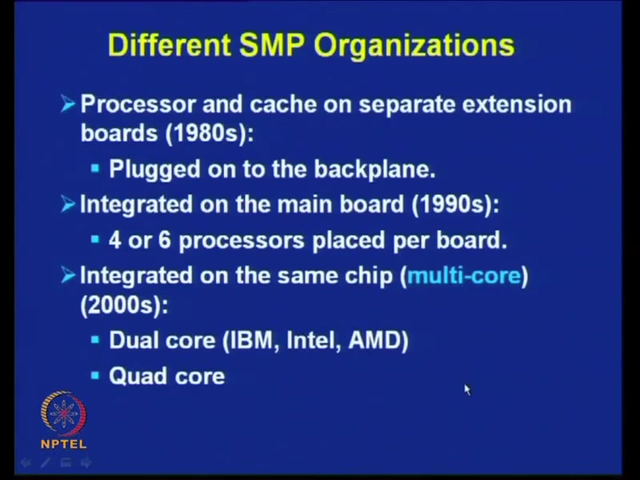 Different SMP Organizations
Processor and cache on separate extension
boards (1980s):
Plugged on to the backplane.
Integrated on the main board (1990s):
4 or 6 processors placed per board.
Integrated on the same chip (multi-core)
(2000s):
Dual core (IBM, Intel, AMD)
Quad core
NPTEL